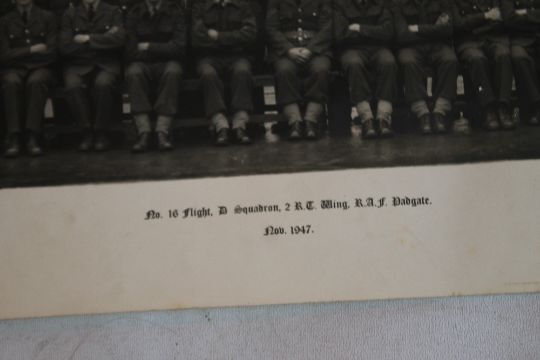 No. 16 Flight, D Squadron, 2 R.T. Wing, R.A.F. Padgate.
Nov. 1947.